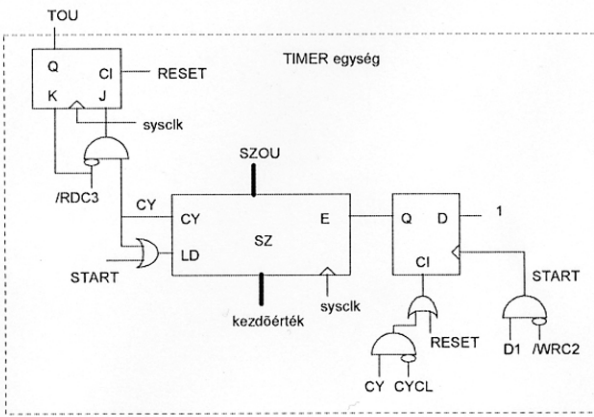 TOU
TIMER egység
Q
Cl
RESET
K
J
sysclk
/RDC3
SZOU
CY
CY
E
Q
D
1
SZ
LD
START
Cl
START
sysclk
kezdõérték
RESET
D1
/WRC2
CY
CYCL